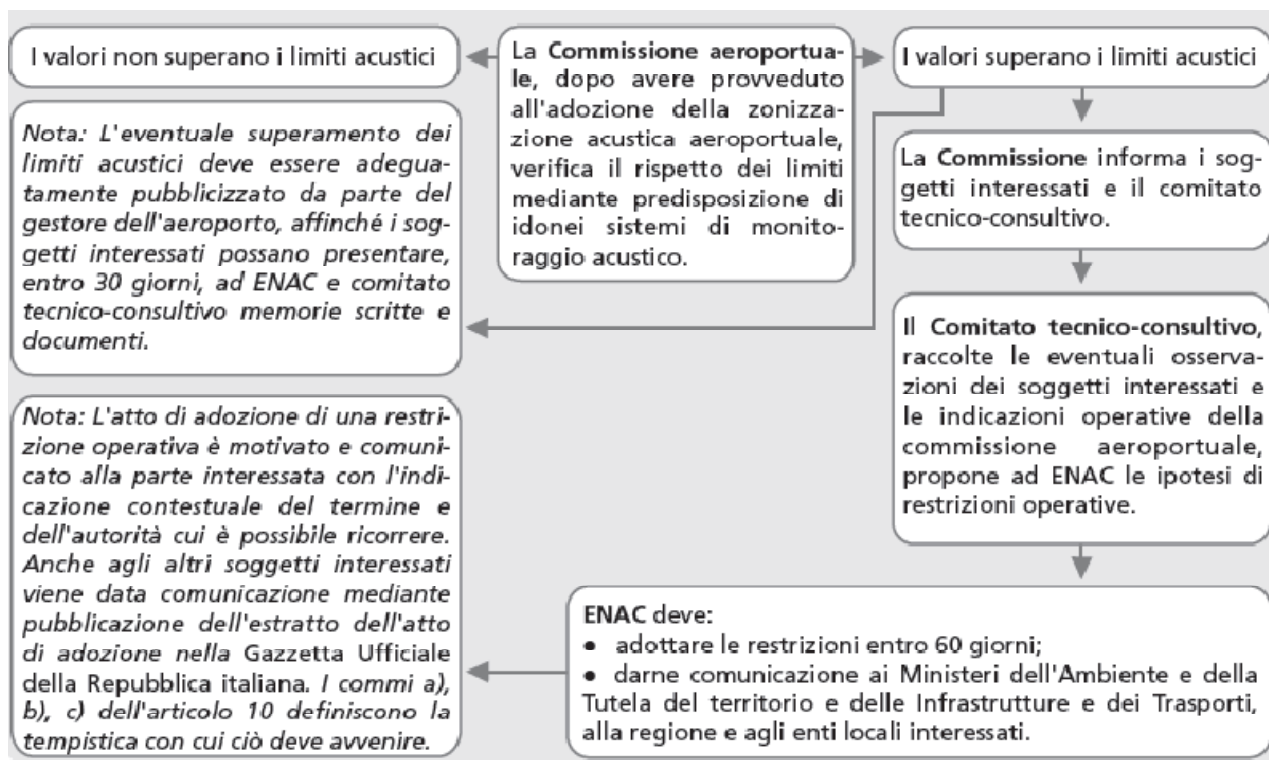 I valori non superano i limiti acustici
La Commissione aeroportua-
le, dopo avere provveduto
all'adozione della zonizza-
zione acustica aeroportuale,
verifica il rispetto dei limiti
mediante predisposizione di
idonei sistemi di monito-
raggio acustico.
I valori superano i limiti acustici
Nota: L'eventuale superamento dei
limiti acustici deve essere adegua-
tamente pubblicizzato da parte del
gestore dell'aeroporto, affinché i sog-
getti interessati possano presentare,
entro 30 giorni, ad ENAC e comitato
tecnico-consultivo memorie scritte e
documenti.
La Commissione informa i sog-
getti interessati e il comitato
tecnico-consultivo.
Il Comitato tecnico-consultivo,
raccolte le eventuali osserva-
zioni dei soggetti interessati e
le indicazioni operative della
commissione aeroportuale,
propone ad ENAC le ipotesi di
restrizioni operative.
Nota: L'atto di adozione di una restri-
zione operativa è motivato e comuni-
cato alla parte interessata con l'indi-
cazione contestuale del termine e
dell'autorità cui è possibile ricorrere.
Anche agli altri soggetti interessati
viene data comunicazione mediante
pubblicazione dell'estratto dell'atto
di adozione nella Gazzetta Ufficiale
della Repubblica italiana. I commi a),
b), c) dell'articolo 10 definiscono la
tempistica con cui ciò deve avvenire.
ENAC deve:
• adottare le restrizioni entro 60 giorni;
• darne comunicazione ai Ministeri dell'Ambiente e della
Tutela del territorio e delle Infrastrutture e dei Trasporti,
alla regione e agli enti locali interessati.